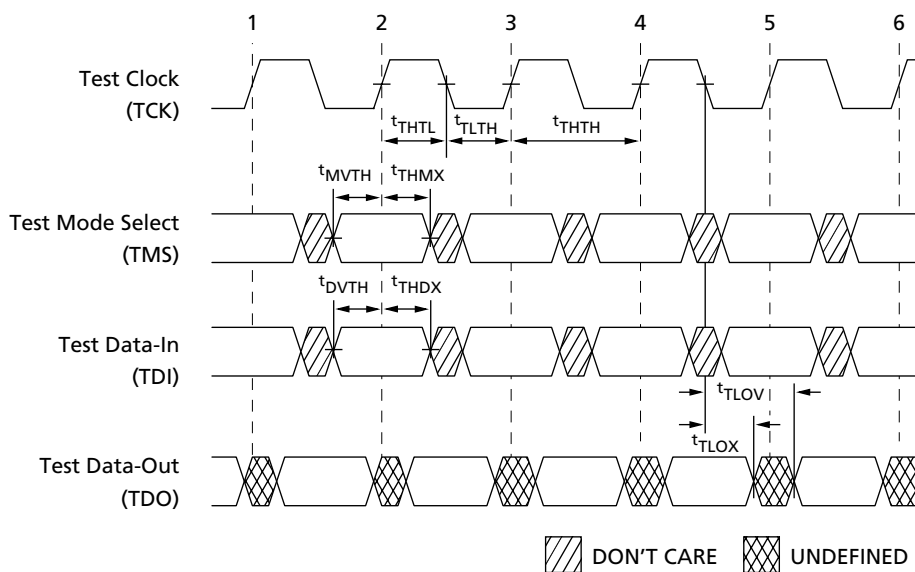 1 2 3 4 5 6
Test Clock
(TCK)
tTHTL tTLTH tTHTH
tMVTH tTHMX
Test Mode Select
(TMS)
tDVTH tTHDX
Test Data-In
(TDI)
tTLOV
tTLOX
Test Data-Out
(TDO)
DON'T CARE UNDEFINED